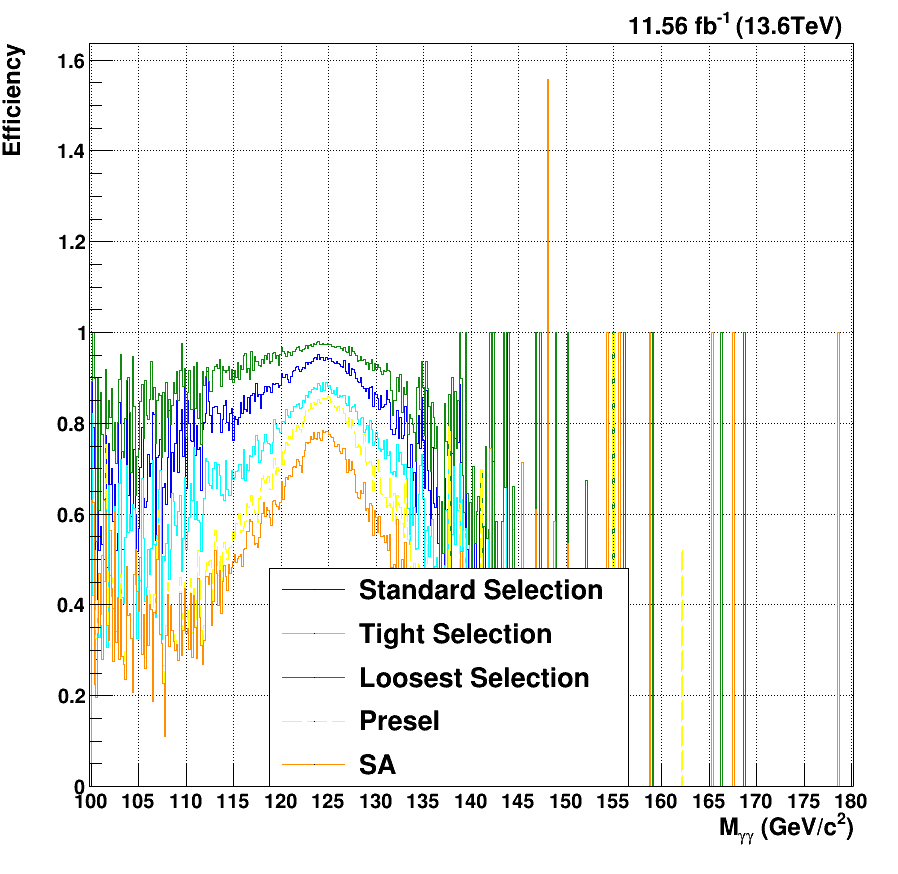 11.56 fb⁻¹ (13.6TeV)
Efficiency
1.6
1.4
1.2
1
0.8
0.6
0.4
0.2
0
Standard Selection
Tight Selection
Loosest Selection
Presel
SA
100 105 110 115 120 125 130 135 140 145 150 155 160 165 170 175 180
Mγγ (GeV/c²)